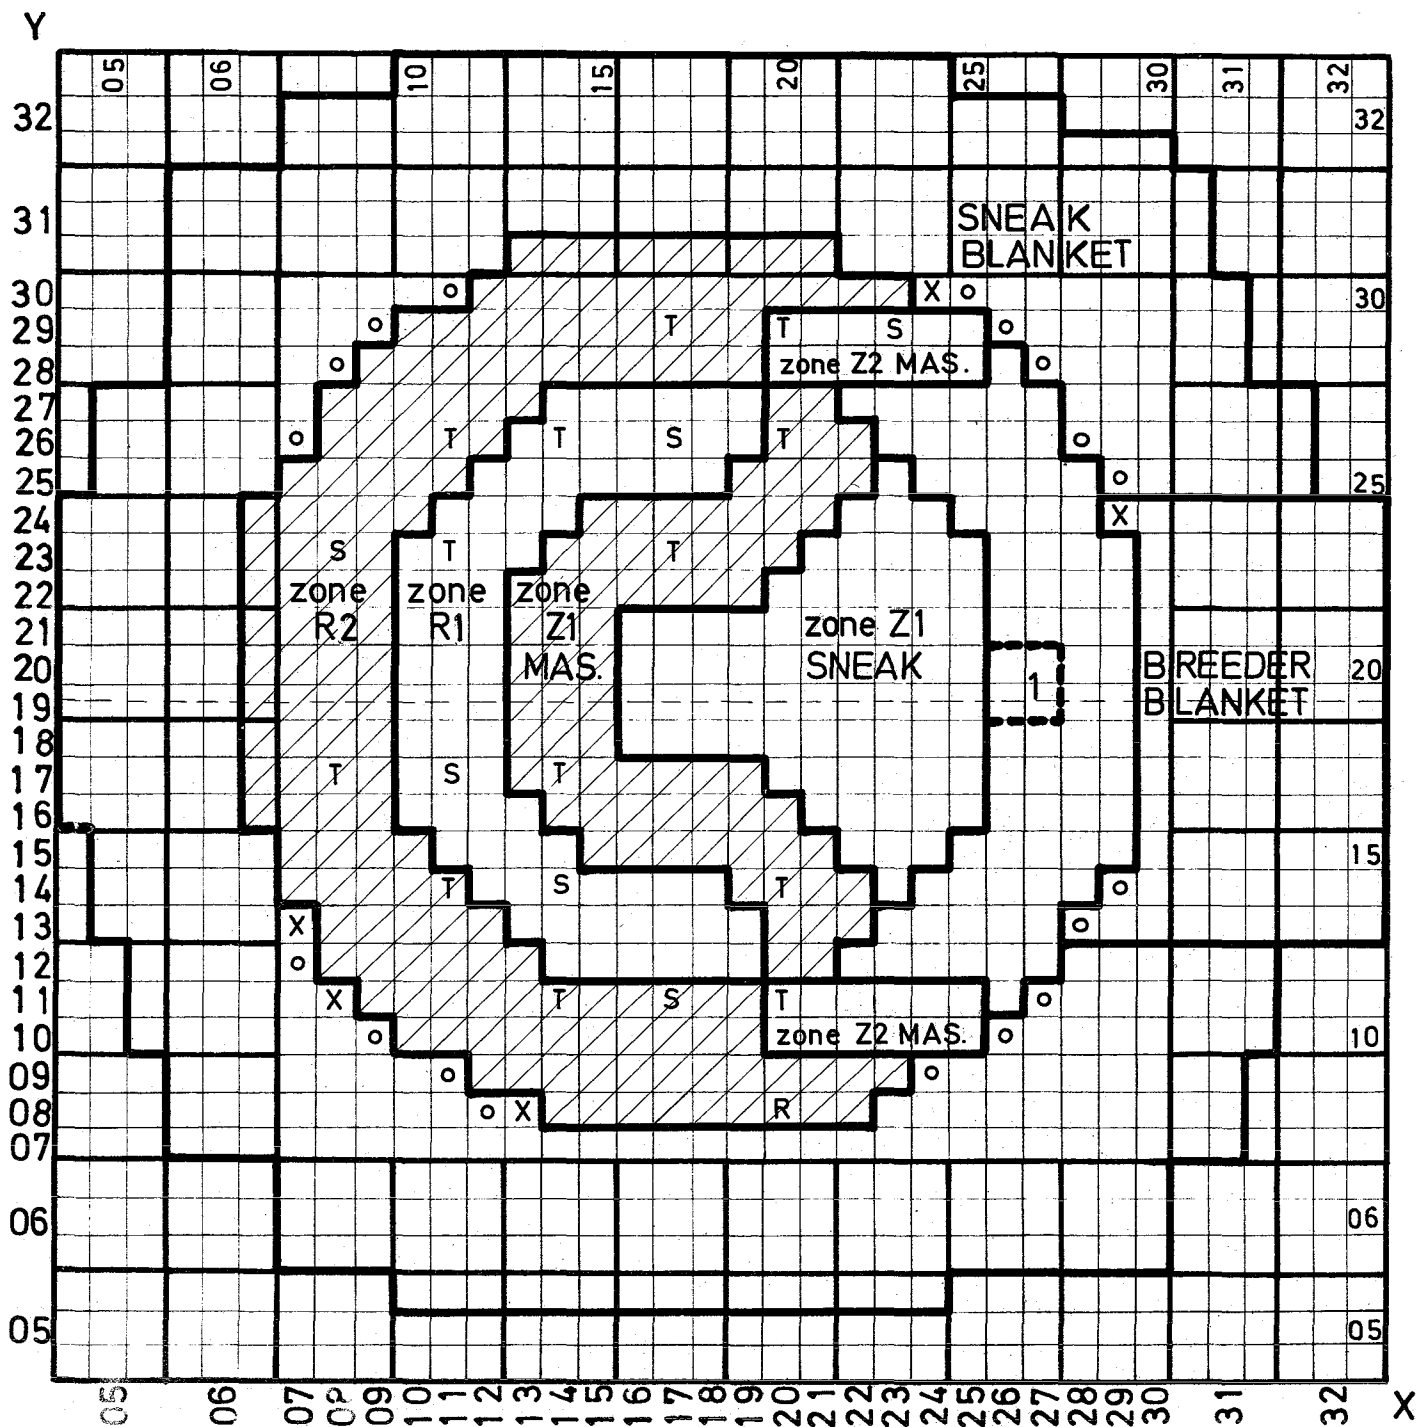 Y
05 06 10 15 20 25 30 31 32
32 32
31 SNEAK
BLANKET
30 o X o 30
29 o T T S o
28 o zone Z2 MAS. o
27
26 o T T S T o
25 o 25
24 X
23 S T T
22 zone zone zone
21 R2 R1 Z1 zone Z1
20 MAS. SNEAK 1 BREEDER 20
19 BLANKET
18
17 T S T
16
15 15
14 T S T o
13 X o
12 o
11 X T S T o
10 o zone Z2 MAS. o 10
09 o o
08 o X R
07
06 06
05 05
05 06 07 08 09 10 11 12 13 14 15 16 17 18 19 20 21 22 23 24 25 26 27 28 29 30 31 32 X